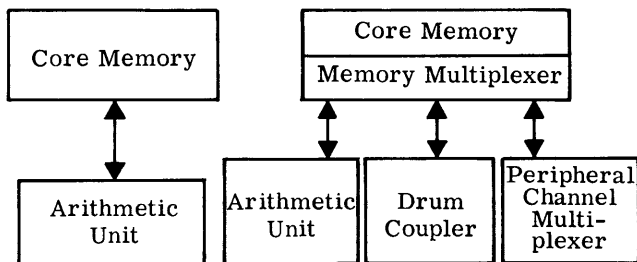 Core Memory
Arithmetic
Unit
Core Memory
Memory Multiplexer
Arithmetic
Unit
Drum
Coupler
Peripheral
Channel
Multi-
plexer